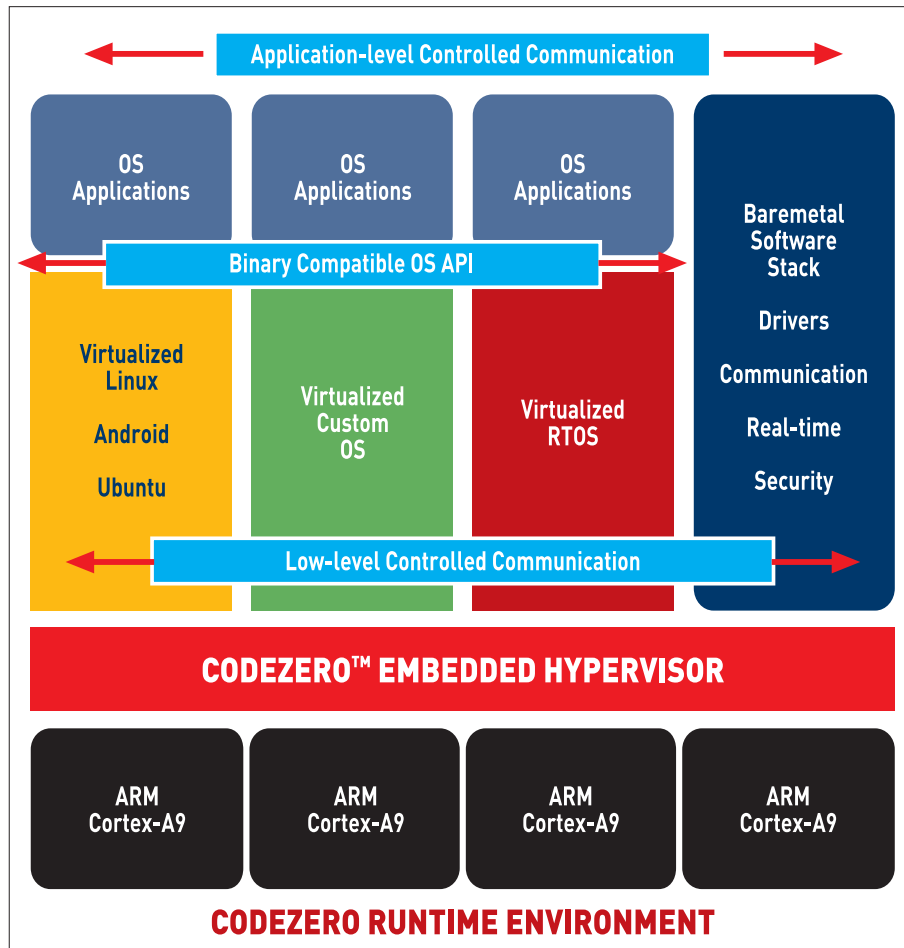 Application-level Controlled Communication
OS
Applications
OS
Applications
OS
Applications
Baremetal
Software
Stack
Drivers
Communication
Real-time
Security
Binary Compatible OS API
Virtualized
Linux
Android
Ubuntu
Virtualized
Custom
OS
Virtualized
RTOS
Low-level Controlled Communication
CODEZERO™ EMBEDDED HYPERVISOR
ARM
Cortex-A9
ARM
Cortex-A9
ARM
Cortex-A9
ARM
Cortex-A9
CODEZERO RUNTIME ENVIRONMENT